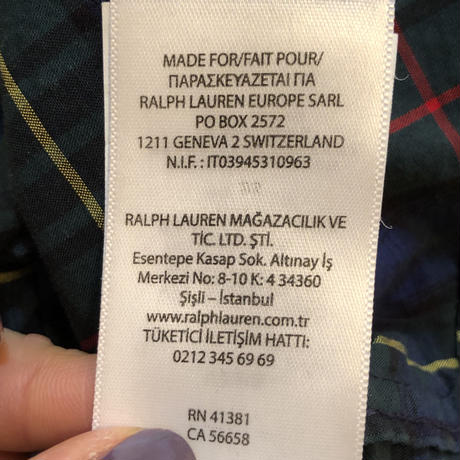 MADE FOR/FAIT POUR/
ΠΑΡΑΣΚΕΥΑΖΕΤΑΙ ΓΙΑ
RALPH LAUREN EUROPE SARL
PO BOX 2572
1211 GENEVA 2 SWITZERLAND
N.I.F. : IT03945310963
RALPH LAUREN MAĞAZACILIK VE
TİC. LTD. ŞTİ.
Esentepe Kasap Sok. Altınay İş
Merkezi No: 8-10 K: 4 34360
Şişli – İstanbul
www.ralphlauren.com.tr
TÜKETİCİ İLETİŞİM HATTI:
0212 345 69 69
RN 41381
CA 56658